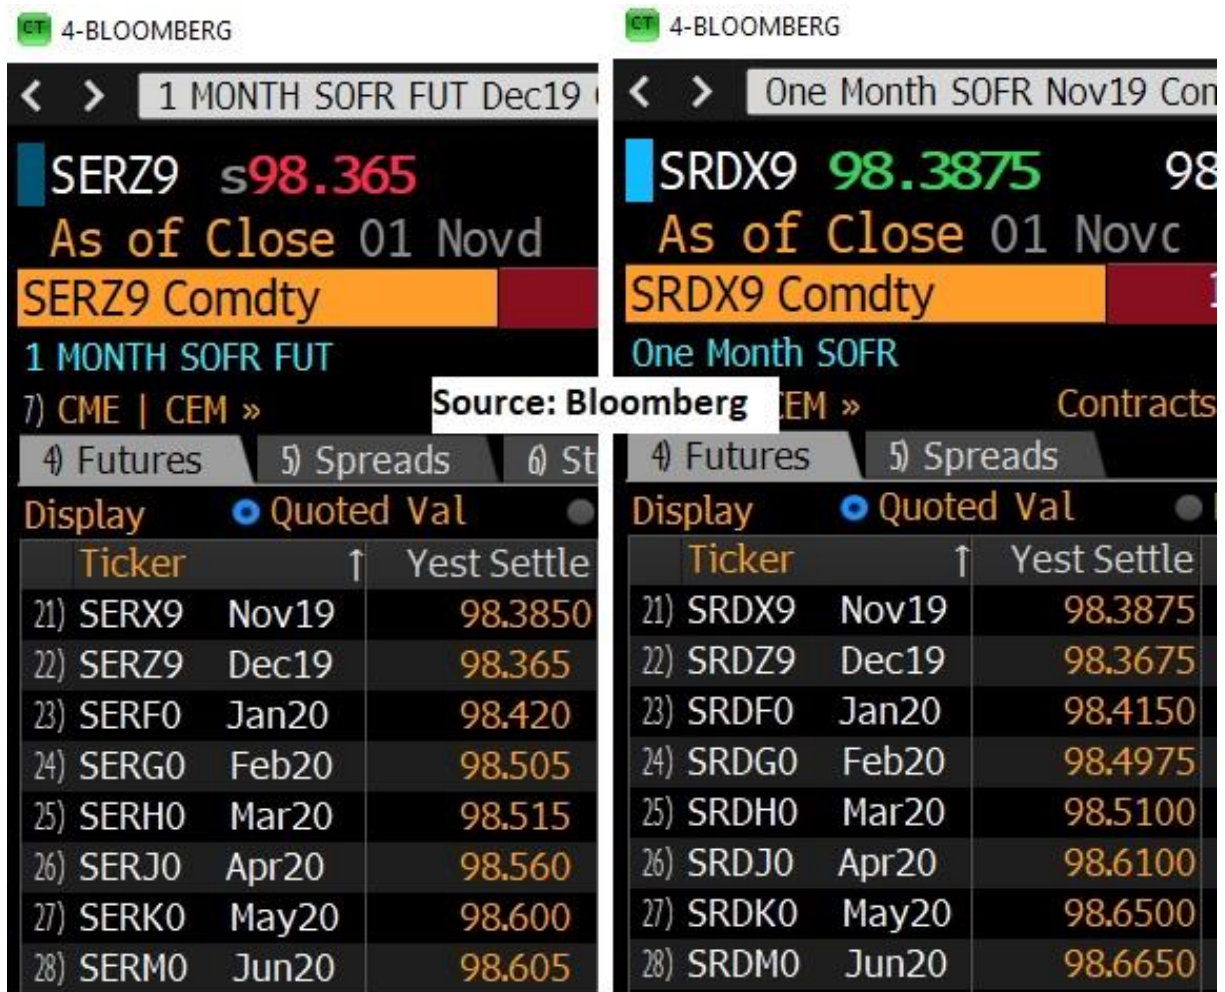 CT 4-BLOOMBERG
< > 1 MONTH SOFR FUT Dec19
SERZ9 s98.365
As of Close 01 Nov
SERZ9 Comdty
1 MONTH SOFR FUT
7) CME | CEM »
4) Futures 5) Spreads 6) St
Display Quoted Val
Ticker ↑ Yest Settle
21) SERX9 Nov19 98.3850
22) SERZ9 Dec19 98.365
23) SERF0 Jan20 98.420
24) SERG0 Feb20 98.505
25) SERH0 Mar20 98.515
26) SERJ0 Apr20 98.560
27) SERK0 May20 98.600
28) SERM0 Jun20 98.605
Source: Bloomberg
CT 4-BLOOMBERG
< > One Month SOFR Nov19 Com
SRDX9 98.3875 98
As of Close 01 Nov
SRDX9 Comdty 1
One Month SOFR
CEM » Contracts
4) Futures 5) Spreads
Display Quoted Val
Ticker ↑ Yest Settle
21) SRDX9 Nov19 98.3875
22) SRDZ9 Dec19 98.3675
23) SRDF0 Jan20 98.4150
24) SRDG0 Feb20 98.4975
25) SRDH0 Mar20 98.5100
26) SRDJ0 Apr20 98.6100
27) SRDK0 May20 98.6500
28) SRDM0 Jun20 98.6650